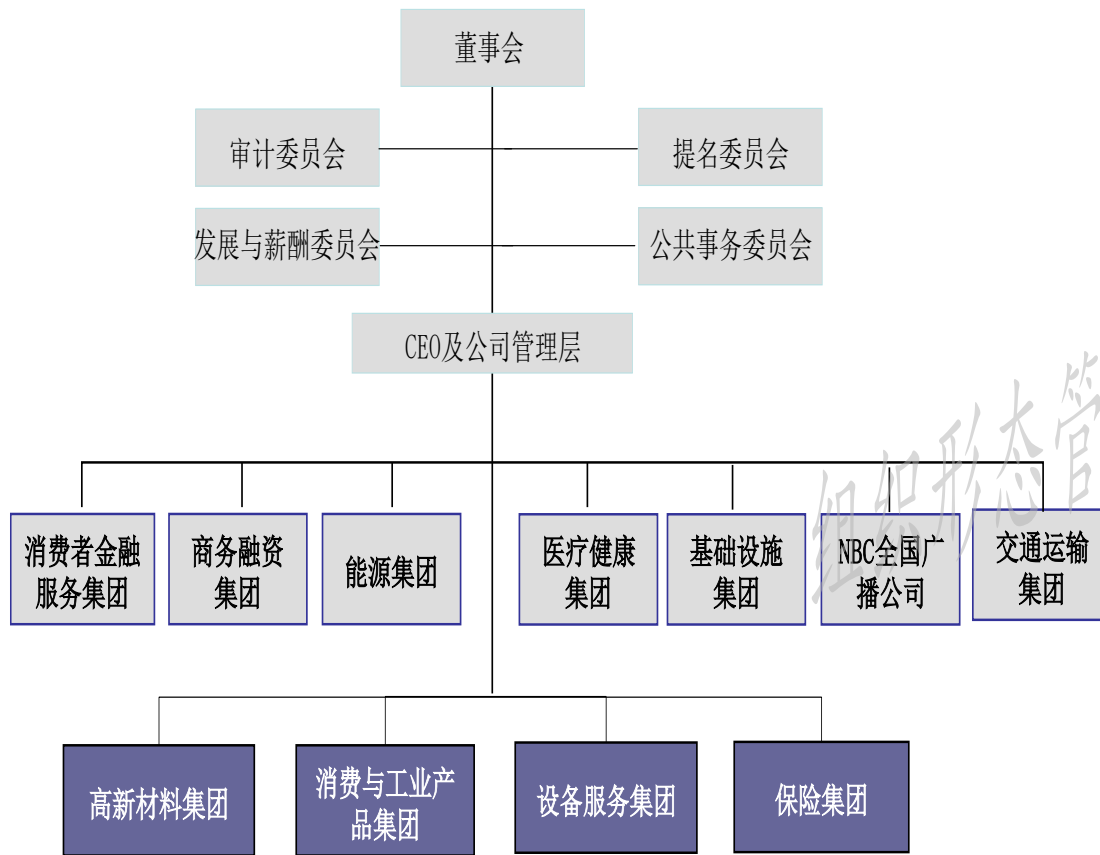 董事会
审计委员会
提名委员会
发展与薪酬委员会
公共事务委员会
CEO及公司管理层
消费者金融
服务集团
商务融资
集团
能源集团
医疗健康
集团
基础设施
集团
NBC全国广
播公司
交通运输
集团
组织形态管
高新材料集团
消费与工业产
品集团
设备服务集团
保险集团